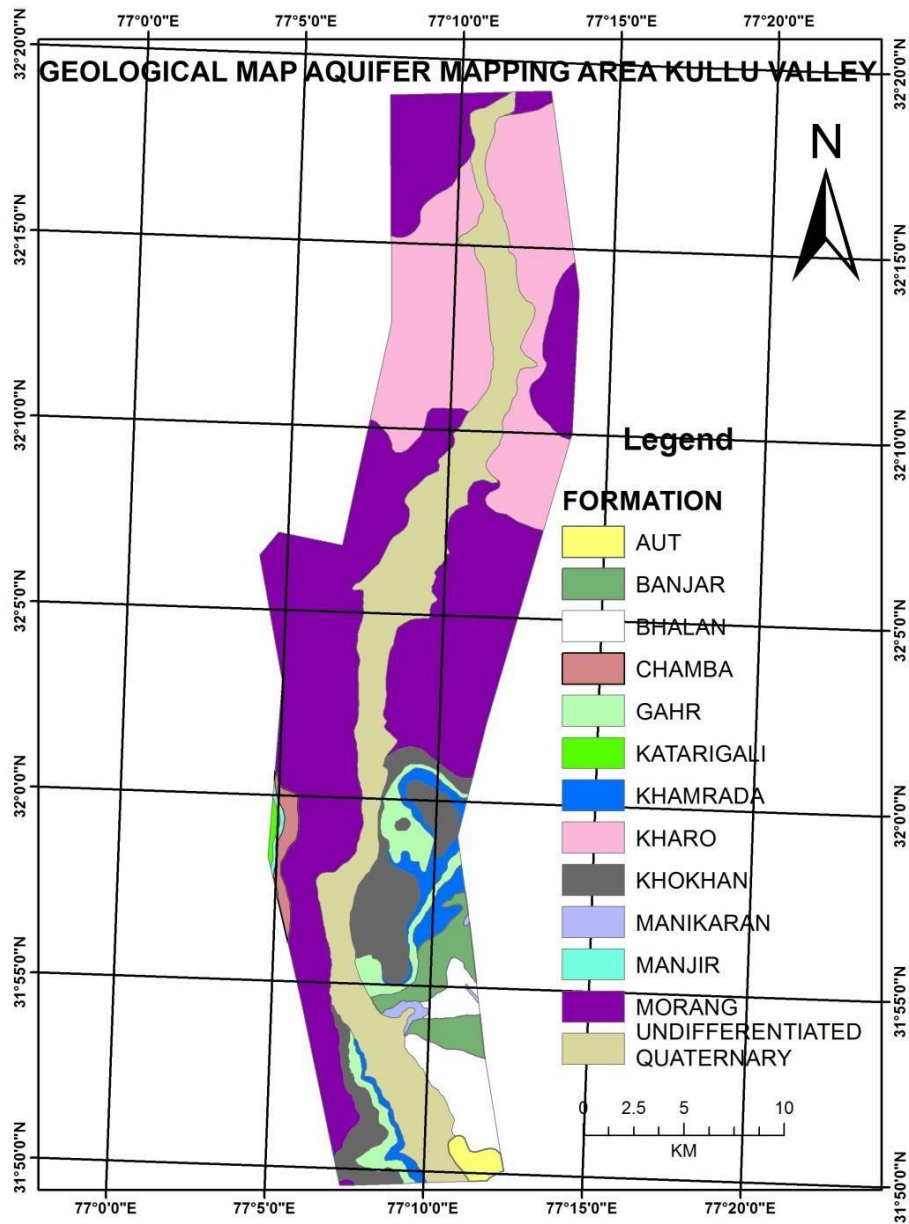 77°0'0"E 77°5'0"E 77°10'0"E 77°15'0"E 77°20'0"E
GEOLOGICAL MAP AQUIFER MAPPING AREA KULLU VALLEY
32°20'0"N 32°20'0"N
N
32°15'0"N 32°15'0"N
32°10'0"N 32°10'0"N
Legend
FORMATION
AUT
BANJAR
BHALAN
CHAMBA
GAHR
KATARIGALI
KHAMRADA
KHARO
KHOKHAN
MANIKARAN
MANJIR
MORANG
UNDIFFERENTIATED
QUATERNARY
32°5'0"N 32°5'0"N
32°0'0"N 32°0'0"N
31°55'0"N 31°55'0"N
0 2.5 5 10
KM
31°50'0"N 31°50'0"N
77°0'0"E 77°5'0"E 77°10'0"E 77°15'0"E 77°20'0"E